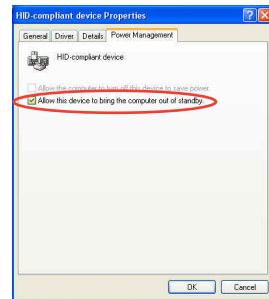 HID-compliant device Properties
General Driver Details Power Management
HID-compliant device
Allow the computer to turn off this device to save power.
Allow this device to bring the computer out of standby.
OK Cancel